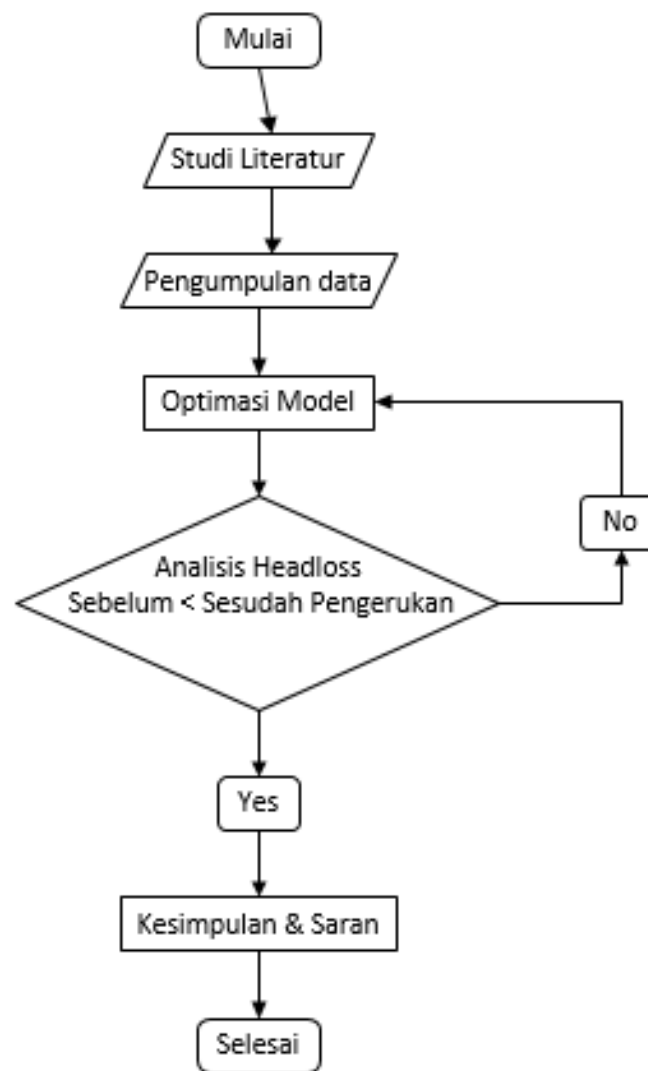 Mulai
Studi Literatur
Pengumpulan data
Optimasi Model
No
Analisis Headloss
Sebelum < Sesudah Pengerukan
Yes
Kesimpulan & Saran
Selesai